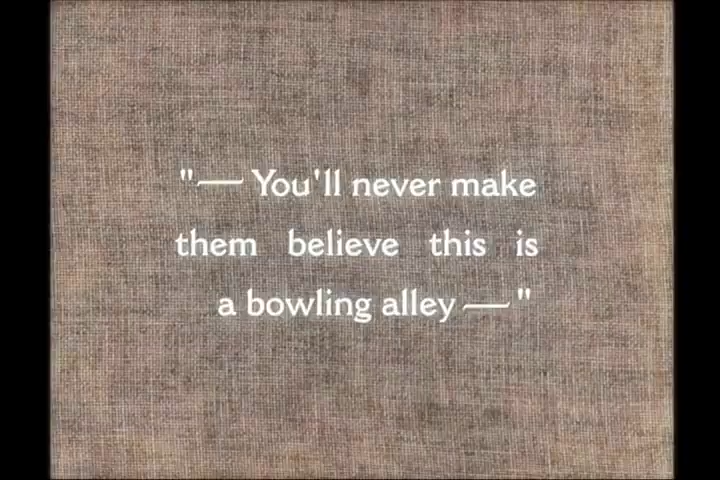 "— You'll never make
them believe this is
a bowling alley —"